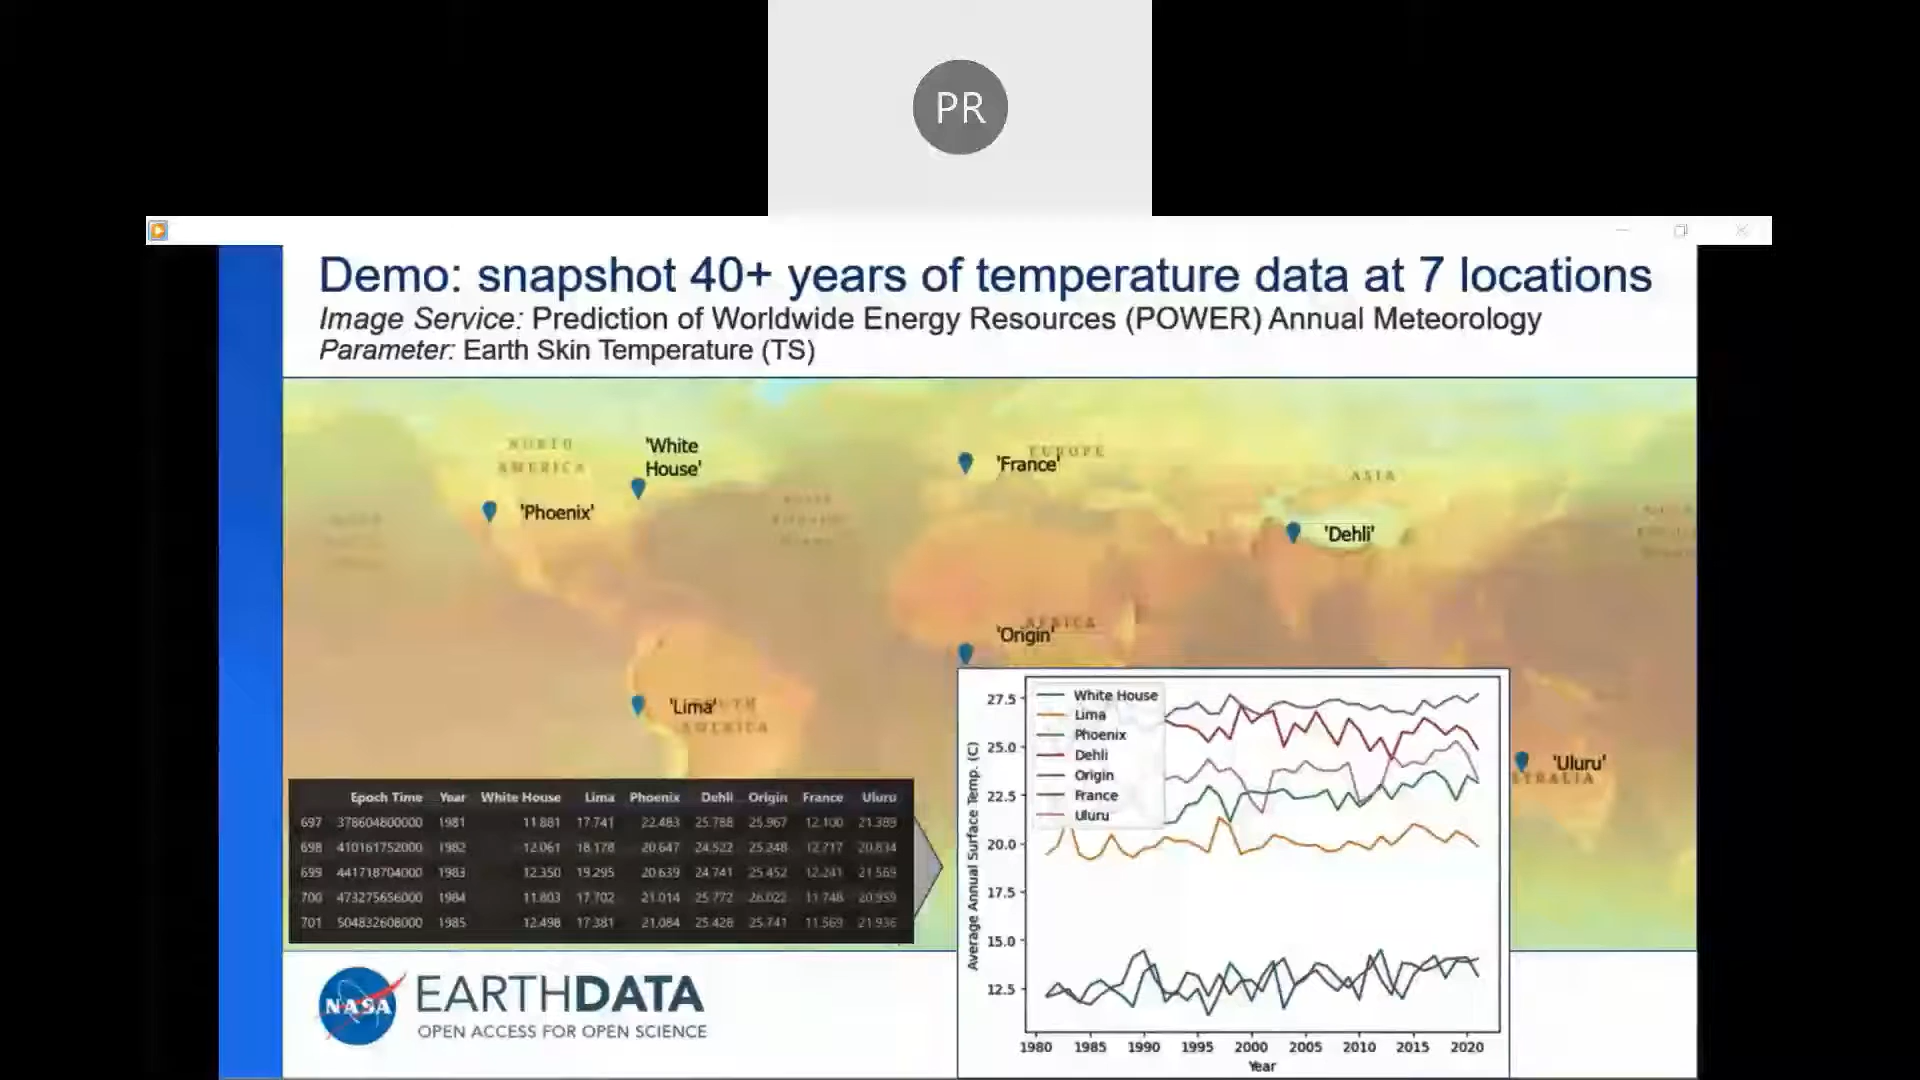 PR
Demo: snapshot 40+ years of temperature data at 7 locations
Image Service: Prediction of Worldwide Energy Resources (POWER) Annual Meteorology
Parameter: Earth Skin Temperature (TS)
NORTH
AMERICA
'White
House'
'Phoenix'
'France'
EUROPE
ASIA
'Dehli'
'Origin'
AFRICA
'Lima'
AMERICA
'Uluru'
Epoch Time Year White House Lima Phoenix Dehli Origin France Uluru
697 378604800000 1981 11.881 17.741 22.483 25.788 25.967 12.100 21.389
698 410161752000 1982 12.061 18.178 20.647 24.522 25.248 12.717 20.834
699 441718704000 1983 12.350 19.295 20.639 24.741 25.452 12.241 21.569
700 473275656000 1984 11.803 17.702 21.014 25.772 26.022 11.748 20.959
701 504832608000 1985 12.498 17.381 21.084 25.428 25.741 11.569 21.936
White House
Lima
Phoenix
Dehli
Origin
France
Uluru
27.5
25.0
22.5
20.0
17.5
15.0
12.5
Average Annual Surface Temp. (C)
1980 1985 1990 1995 2000 2005 2010 2015 2020
Year
NASA
EARTHDATA
OPEN ACCESS FOR OPEN SCIENCE